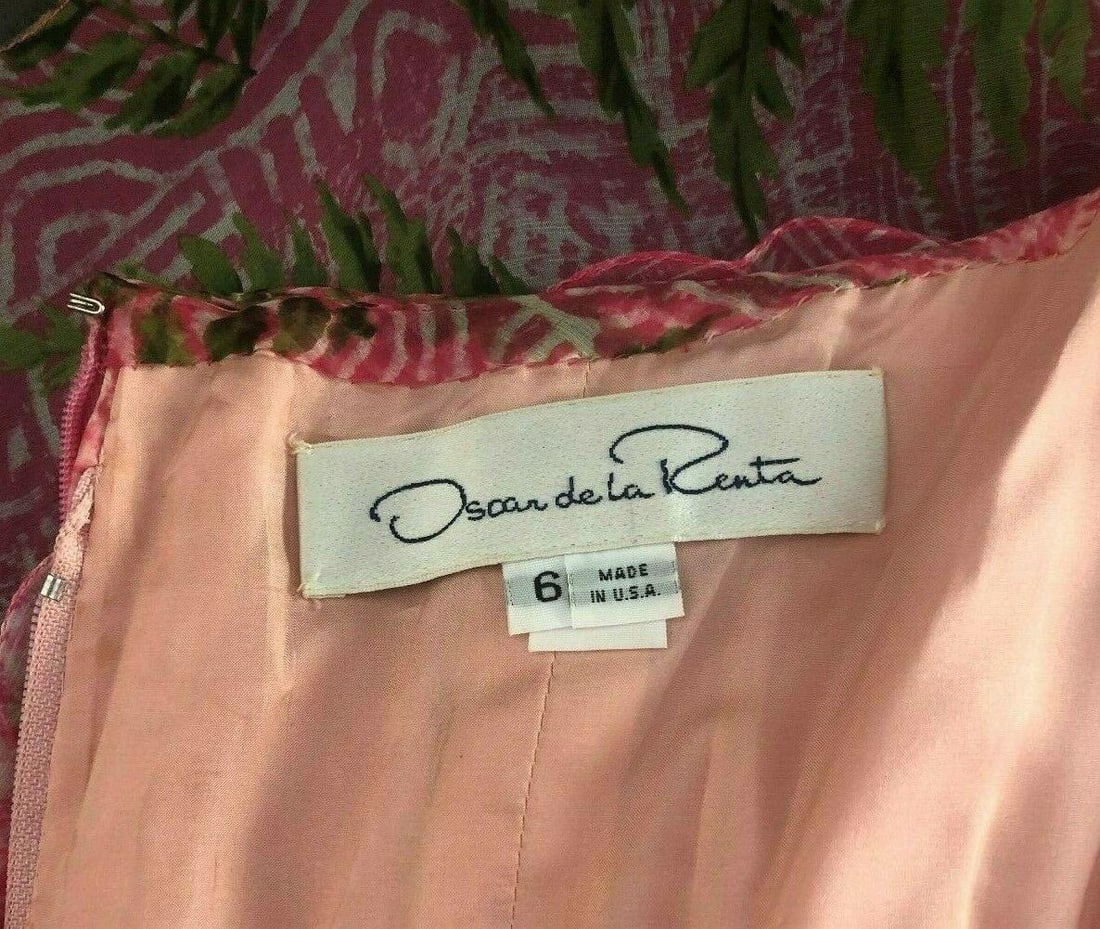 Oscar de la Renta
6
MADE
IN U.S.A.